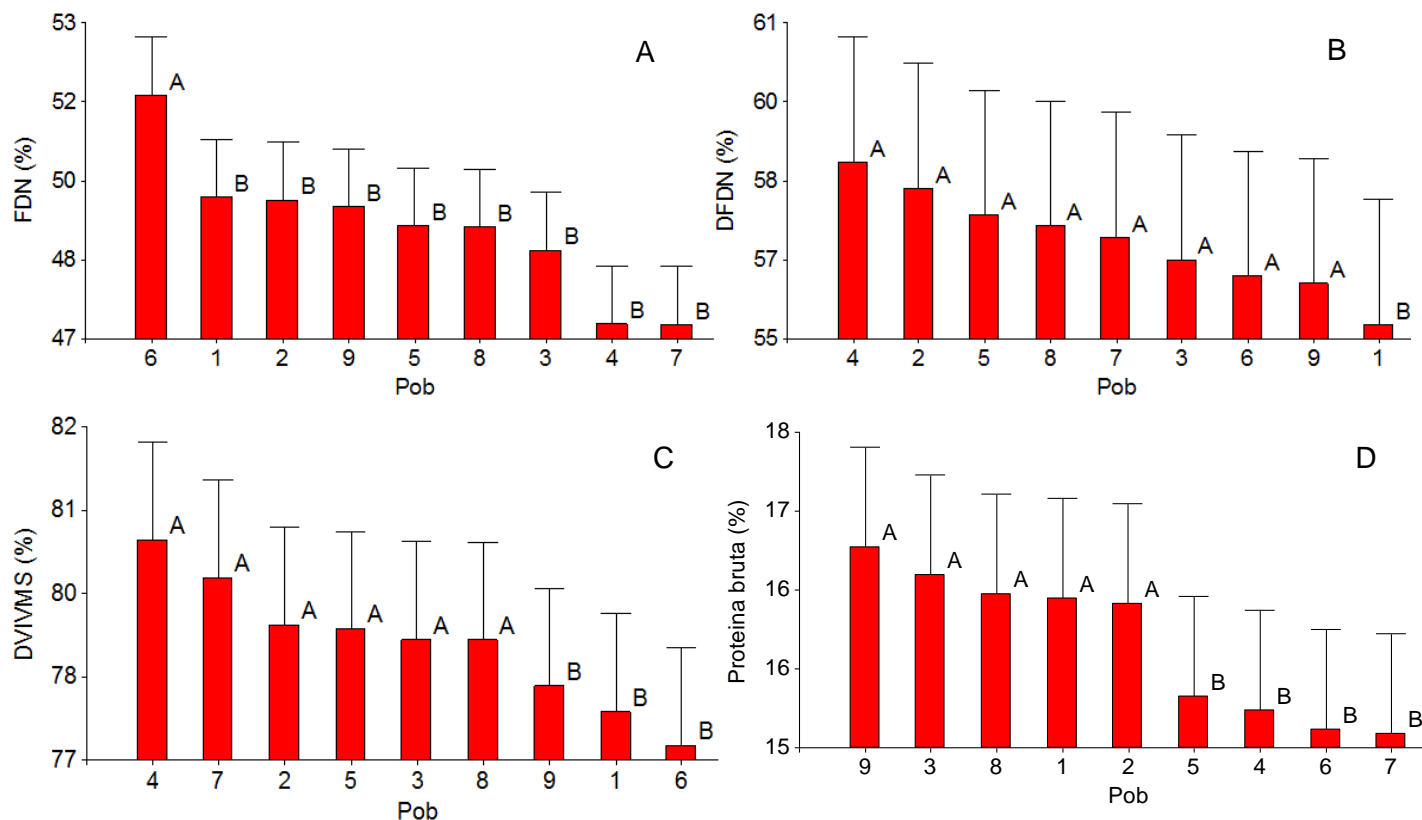 A
FDN (%)
53
52
50
48
47
A
B
B
B
B
B
B
B
B
6 1 2 9 5 8 3 4 7
Pob
B
DFDN (%)
61
60
58
57
55
A
A
A
A
A
A
A
A
B
4 2 5 8 7 3 6 9 1
Pob
C
DVIVMS (%)
82
81
80
78
77
A
A
A
A
A
A
B
B
B
4 7 2 5 3 8 9 1 6
Pob
D
Proteina bruta (%)
18
17
16
16
15
A
A
A
A
A
B
B
B
B
9 3 8 1 2 5 4 6 7
Pob